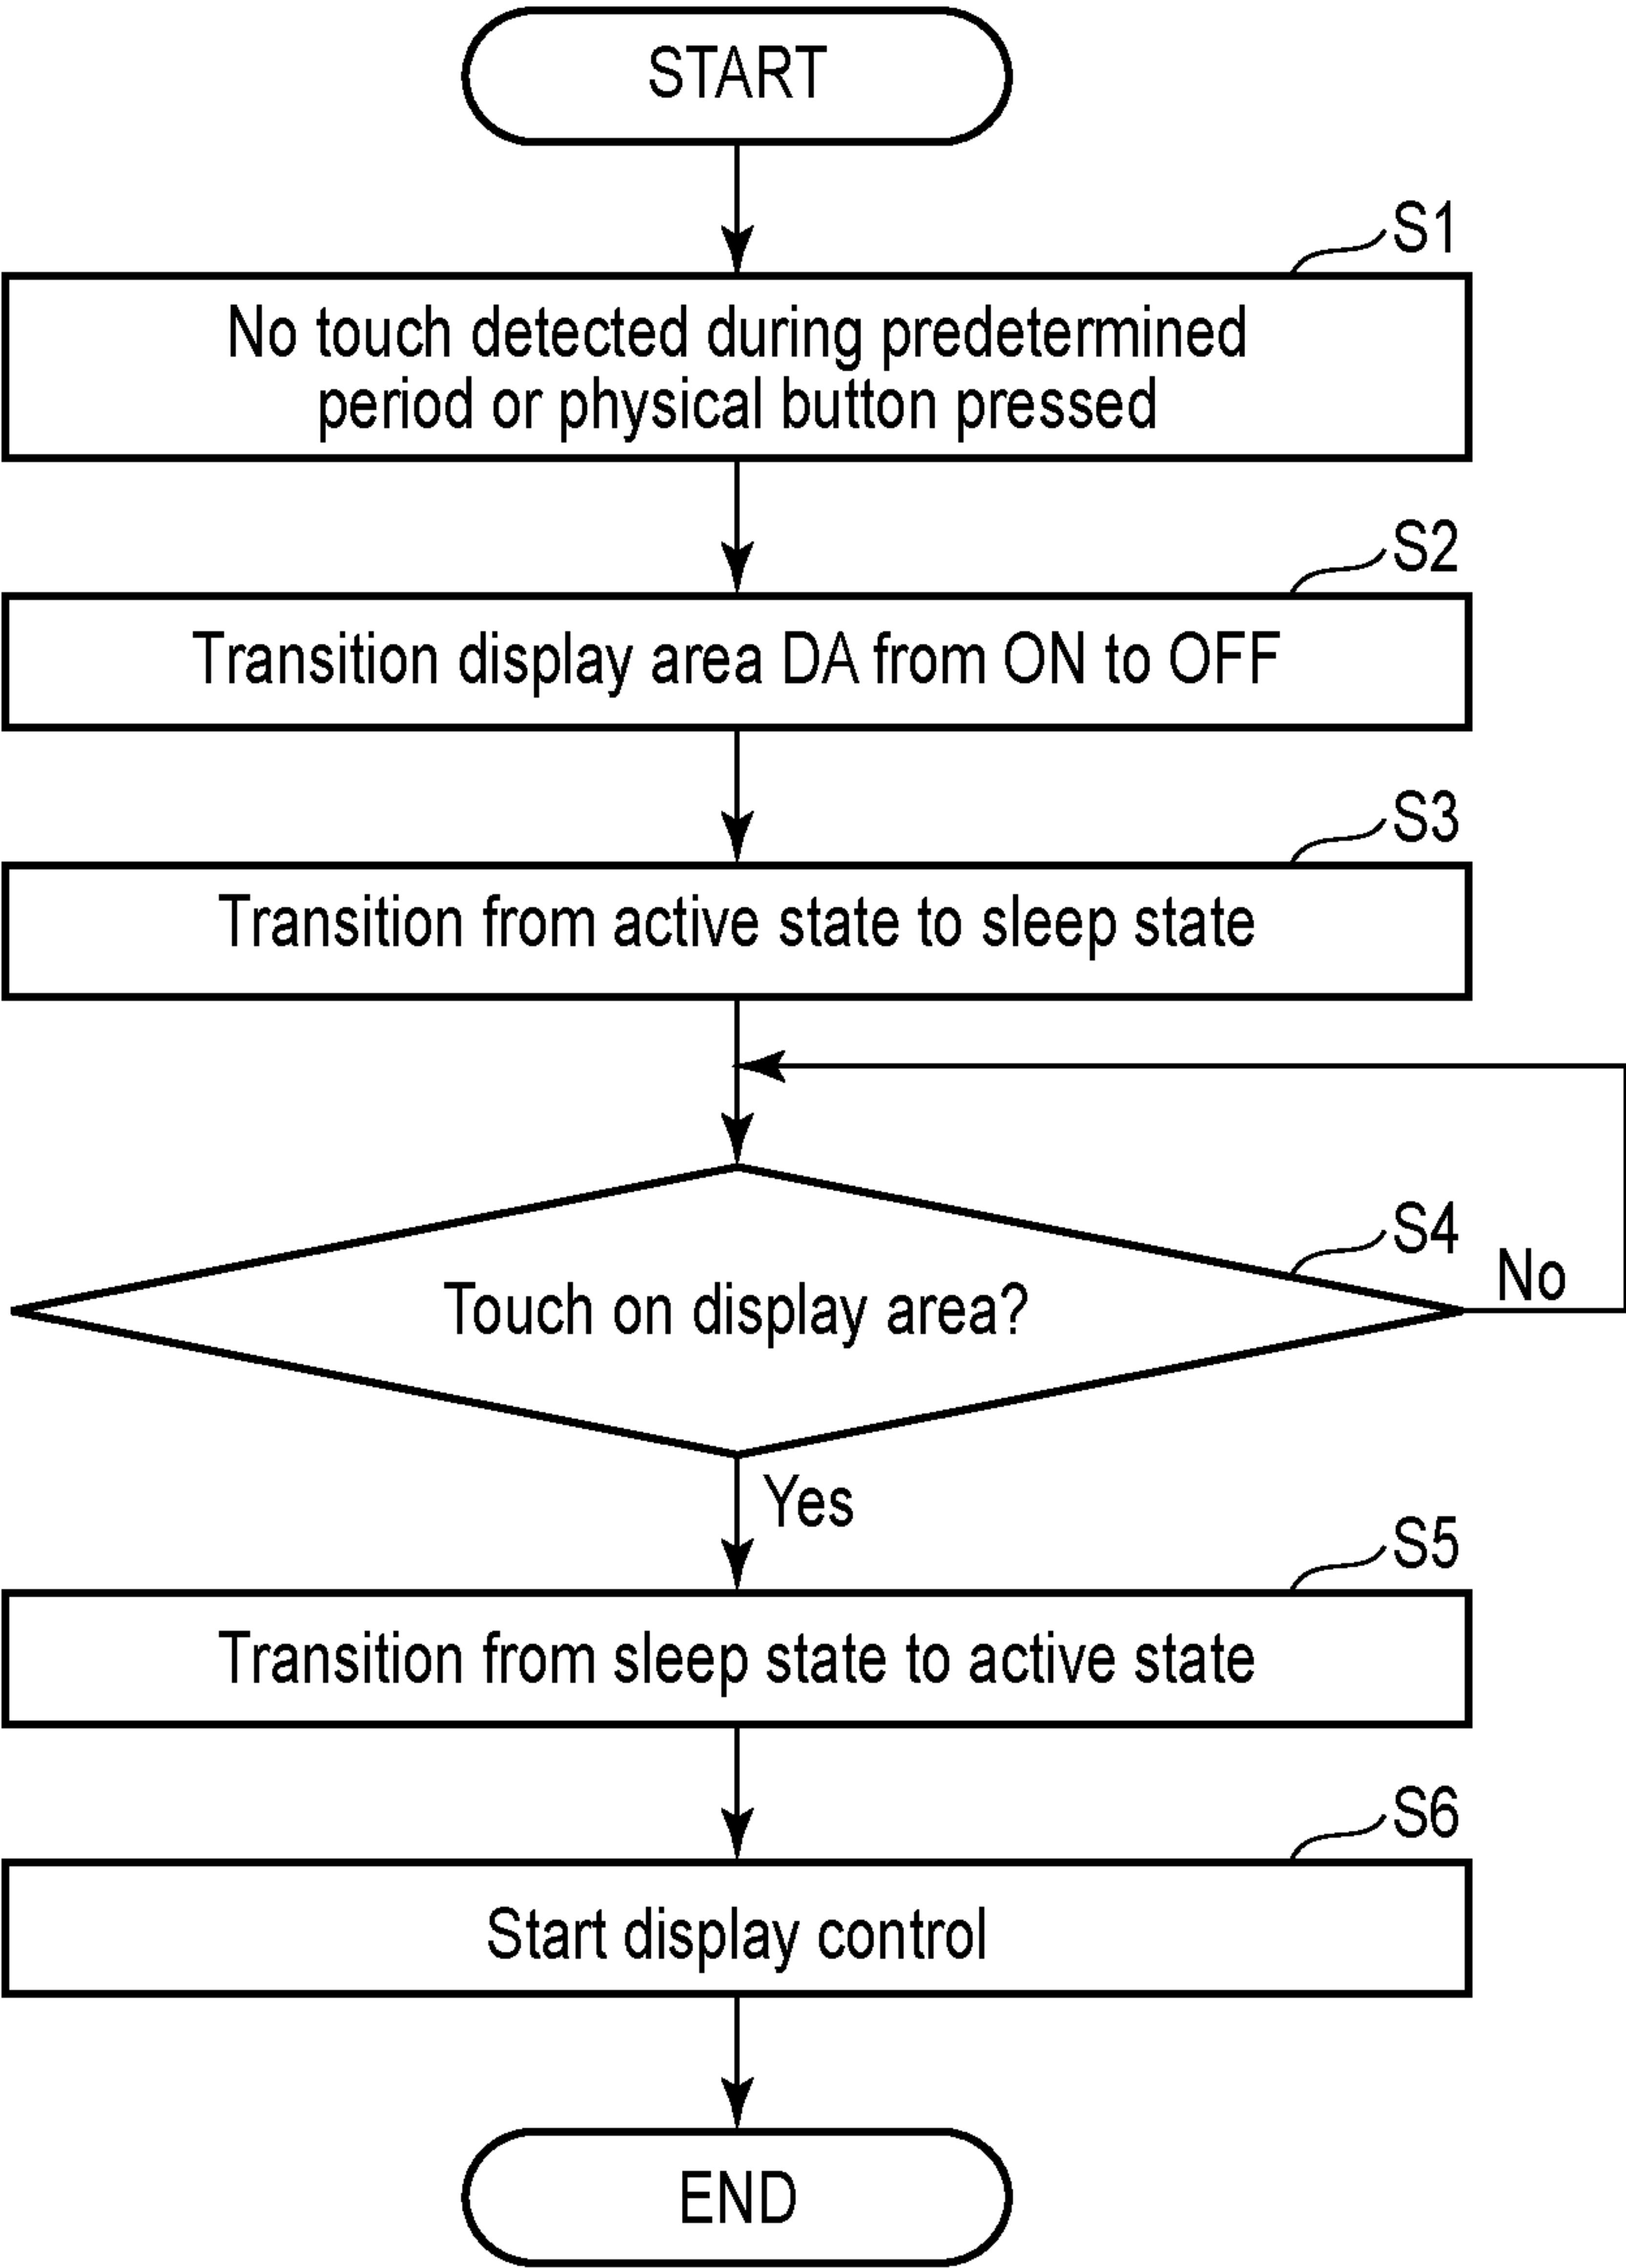 START
S1
No touch detected during predetermined
period or physical button pressed
S2
Transition display area DA from ON to OFF
S3
Transition from active state to sleep state
S4
Touch on display area?
No
Yes
S5
Transition from sleep state to active state
S6
Start display control
END